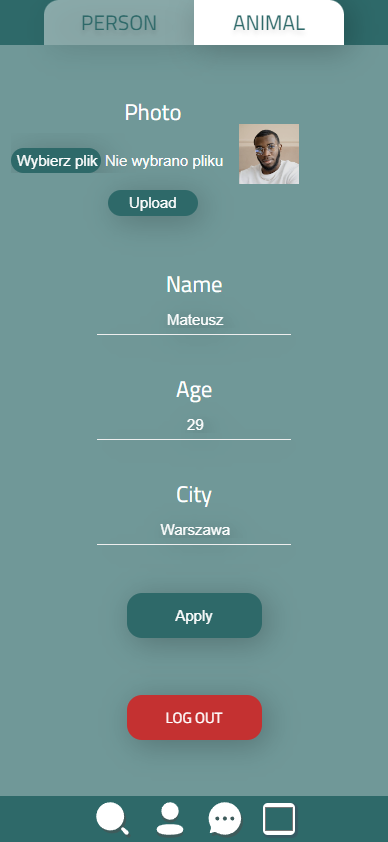 PERSON ANIMAL
Photo
Wybierz plik Nie wybrano pliku
Upload
Name
Mateusz
Age
29
City
Warszawa
Apply
LOG OUT